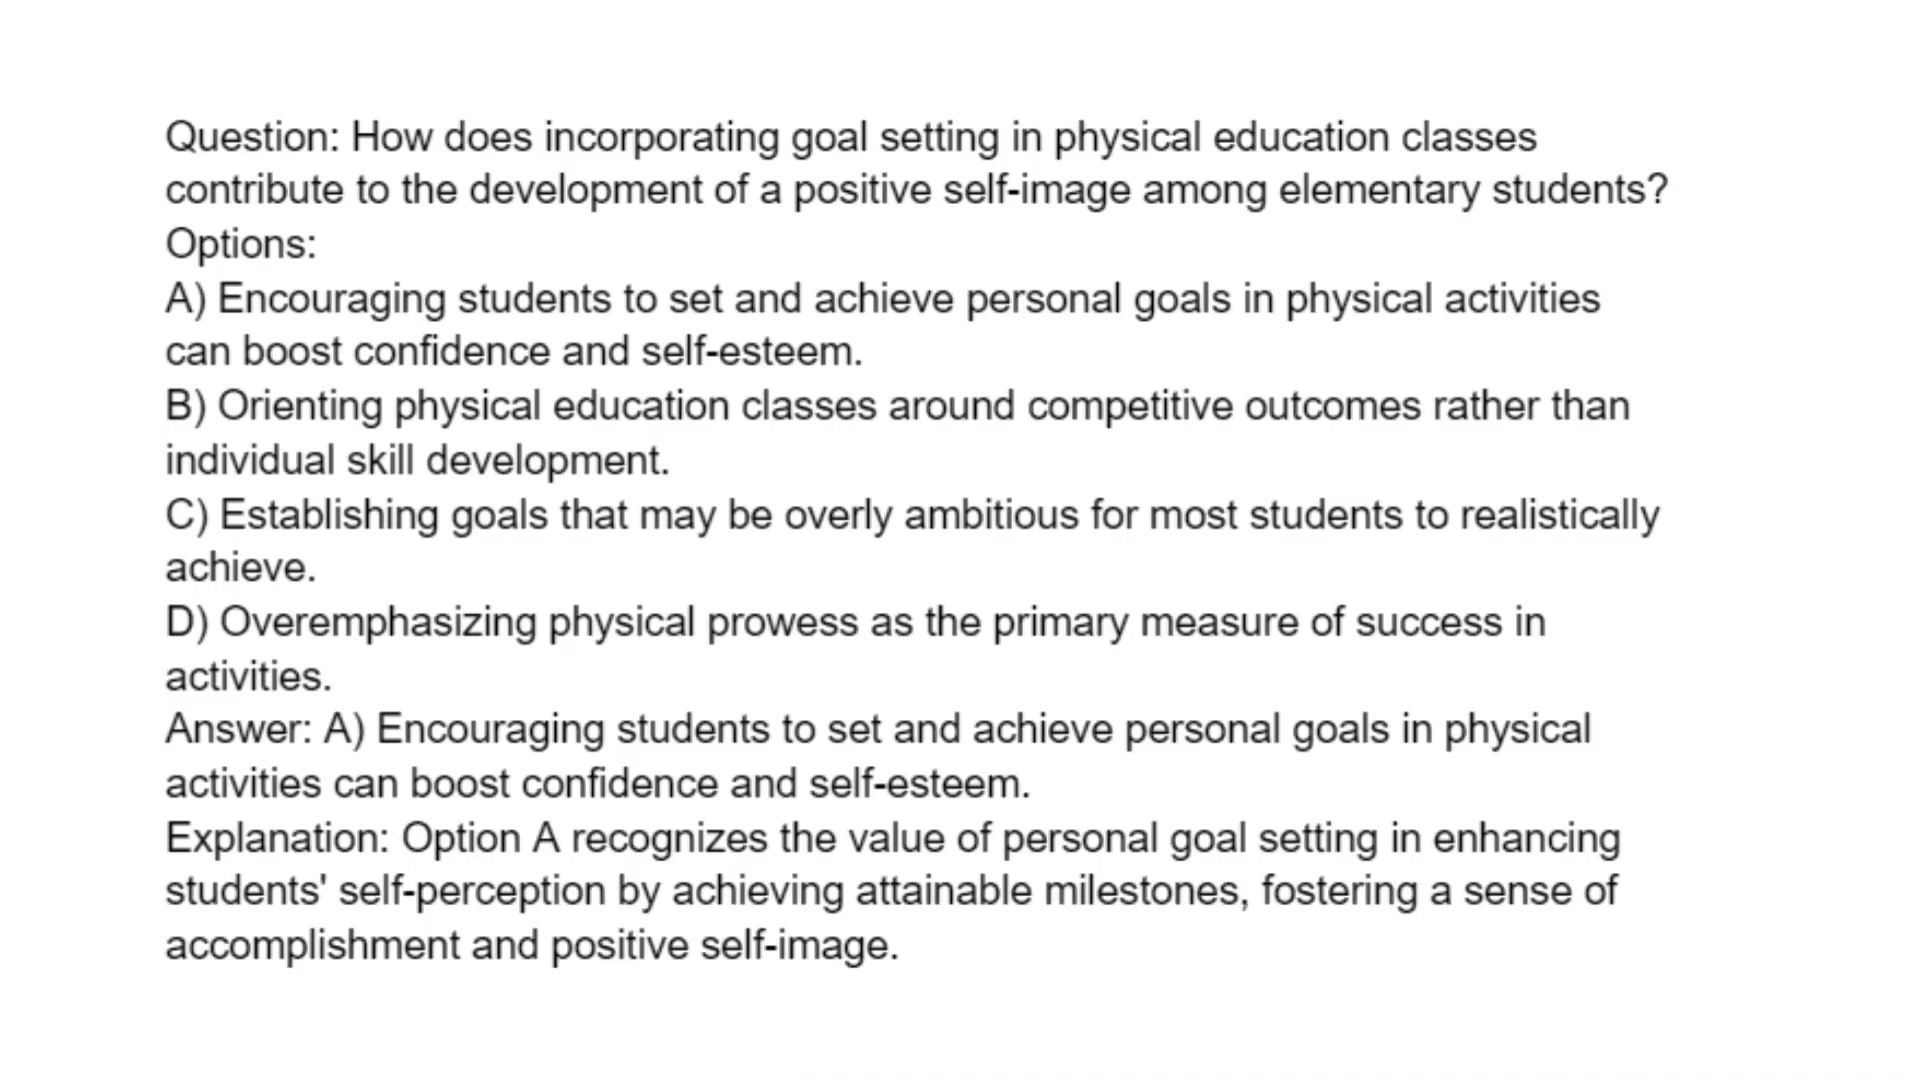 Question: How does incorporating goal setting in physical education classes
contribute to the development of a positive self-image among elementary students?
Options:
A) Encouraging students to set and achieve personal goals in physical activities
can boost confidence and self-esteem.
B) Orienting physical education classes around competitive outcomes rather than
individual skill development.
C) Establishing goals that may be overly ambitious for most students to realistically
achieve.
D) Overemphasizing physical prowess as the primary measure of success in
activities.
Answer: A) Encouraging students to set and achieve personal goals in physical
activities can boost confidence and self-esteem.
Explanation: Option A recognizes the value of personal goal setting in enhancing
students' self-perception by achieving attainable milestones, fostering a sense of
accomplishment and positive self-image.